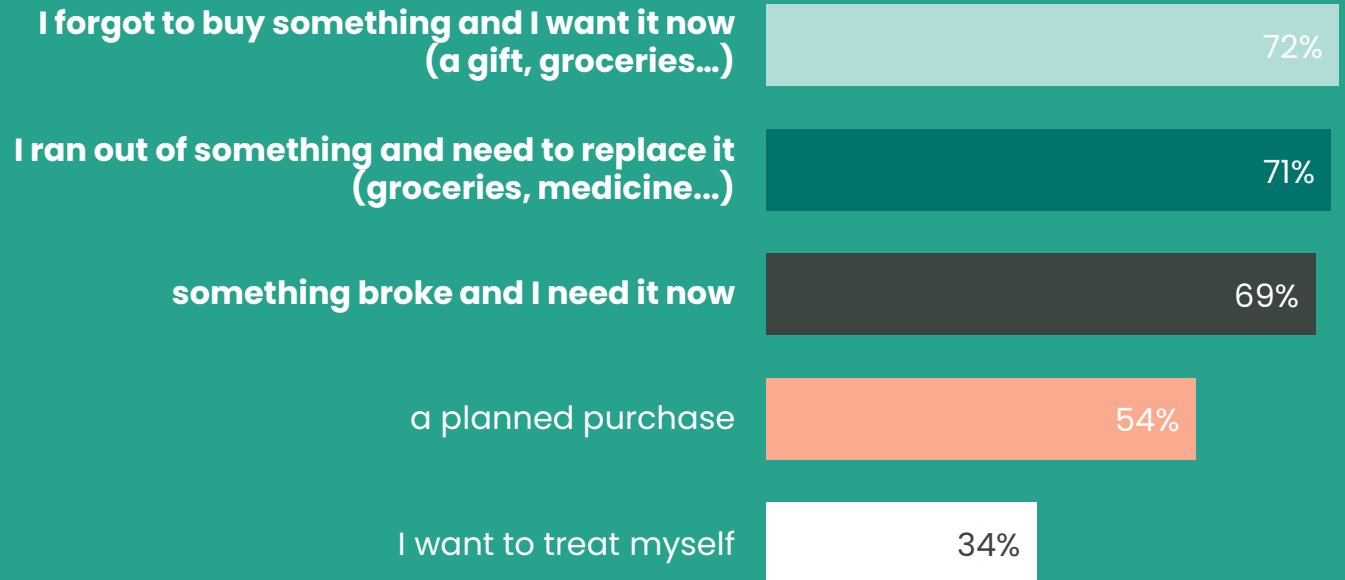 I forgot to buy something and I want it now
(a gift, groceries...)
72%
I ran out of something and need to replace it
(groceries, medicine...)
71%
something broke and I need it now
69%
a planned purchase
54%
I want to treat myself
34%